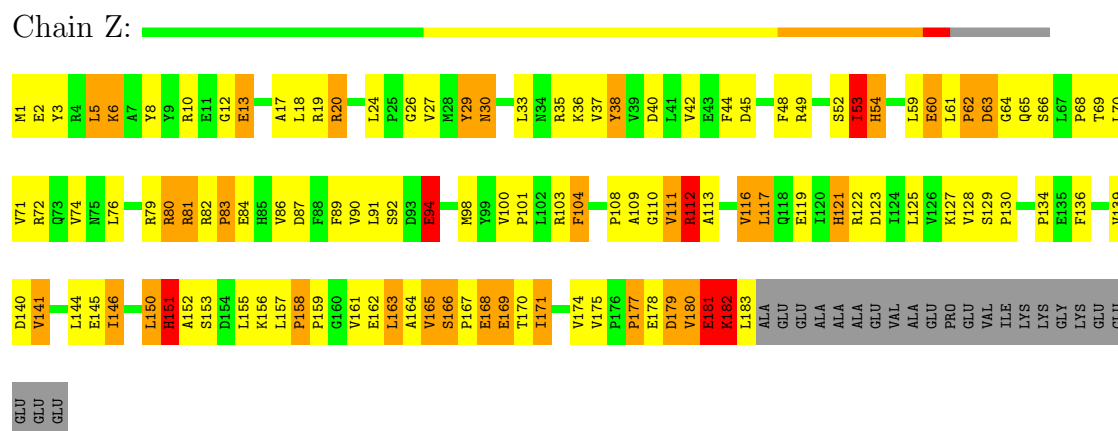 Chain Z:
M1 E2 Y3 R4 L5 K6 A7 Y8 Y9 R10 E11 G12 E13 A17 L18 R19 R20 L24 P25 G26 V27 M28 Y29 N30 L33 N34 R35 K36 V37 Y38 V39 D40 L41 V42 E43 F44 D45 F48 R49 S52 I53 H54 L59 E60 L61 P62 D63 G64 Q65 S66 L67 P68 T69 L70
V71 R72 Q73 V74 N75 L76 R79 R80 R81 R82 P83 E84 H85 V86 D87 F88 F89 V90 L91 S92 D93 E94 M98 Y99 V100 P101 L102 R103 F104 P108 A109 G110 V111 R112 A113 V116 L117 Q118 E119 I120 H121 R122 D123 I124 L125 V126 K127 V128 S129 P130 P134 E135 F136 V139
D140 V141 L144 E145 I146 L150 H151 A152 S153 D154 L155 K156 L157 P158 P159 G160 V161 E162 L163 A164 V165 S166 P167 E168 E169 T170 I171 V174 V175 P176 P177 E178 D179 V180 E181 K182 L183 ALA GLU GLU ALA ALA ALA GLU VAL ALA GLU PRO GLU VAL ILE LYS LYS GLY LYS GLU GLU
GLU GLU GLU